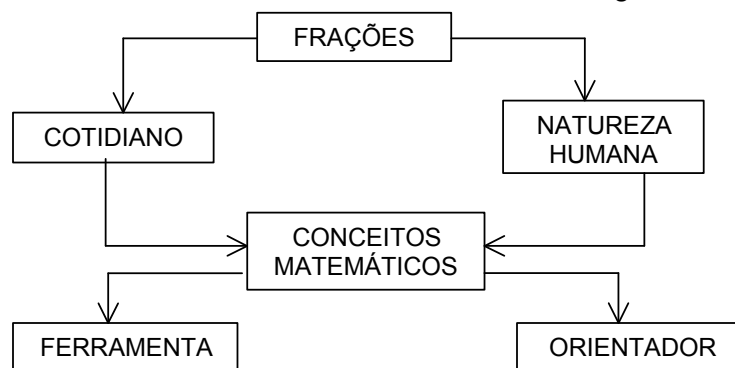 FRAÇÕES
COTIDIANO
NATUREZA
HUMANA
CONCEITOS
MATEMÁTICOS
FERRAMENTA
ORIENTADOR